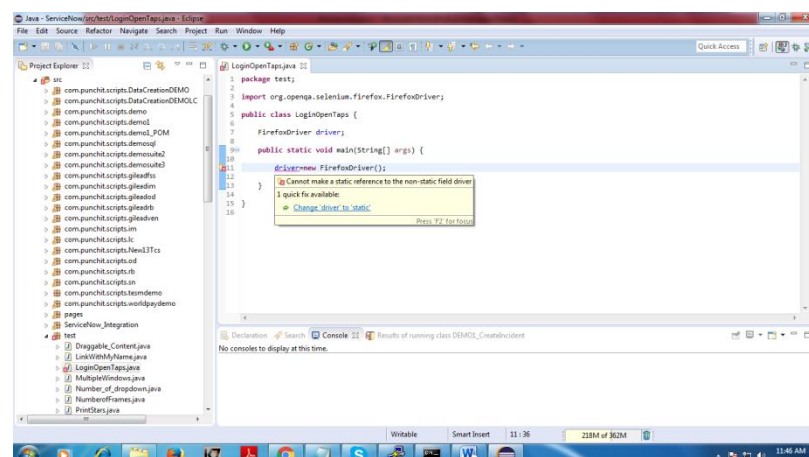 Java - ServiceNow/src/test/LoginOpenTaps.java - Eclipse
File Edit Source Refactor Navigate Search Project Run Window Help
Quick Access
Project Explorer
src
com.punchit.scripts.DataCreationDEMO
com.punchit.scripts.DataCreationDEMOLC
com.punchit.scripts.demo
com.punchit.scripts.demo1
com.punchit.scripts.demo1_POM
com.punchit.scripts.demosql
com.punchit.scripts.demosuite2
com.punchit.scripts.demosuite3
com.punchit.scripts.gileadfss
com.punchit.scripts.gileadim
com.punchit.scripts.gileadod
com.punchit.scripts.gileadrb
com.punchit.scripts.gileadven
com.punchit.scripts.im
com.punchit.scripts.lc
com.punchit.scripts.New13Tcs
com.punchit.scripts.od
com.punchit.scripts.rb
com.punchit.scripts.sn
com.punchit.scripts.tesmdemo
com.punchit.scripts.worldpaydemo
pages
ServiceNow_Integration
test
Draggable_Content.java
LinkWithMyName.java
LoginOpenTaps.java
MultipleWindows.java
Number_of_dropdown.java
NumberofFrames.java
PrintStars.java
LoginOpenTaps.java
1 package test;
2
3 import org.openqa.selenium.firefox.FirefoxDriver;
4
5 public class LoginOpenTaps {
6
7 FirefoxDriver driver;
8
9 public static void main(String[] args) {
10
11 driver=new FirefoxDriver();
12
13 }
14
15 }
16
Cannot make a static reference to the non-static field driver
1 quick fix available:
Change 'driver' to 'static'
Press 'F2' for focus
Declaration Search Console Results of running class DEMO1_CreateIncident
No consoles to display at this time.
Writable Smart Insert 11 : 36 218M of 362M
11:46 AM